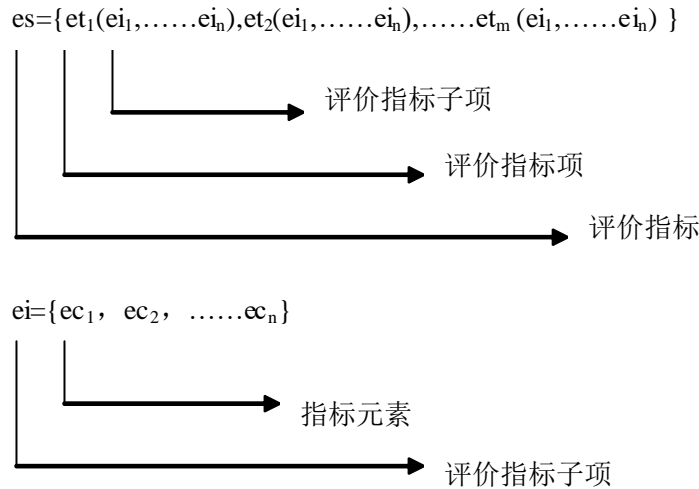 es={et₁(ei₁,……eiₙ),et₂(ei₁,……eiₙ),……etₘ (ei₁,……eiₙ) }
评价指标子项
评价指标项
评价指标
ei={ec₁，ec₂，……ecₙ}
指标元素
评价指标子项